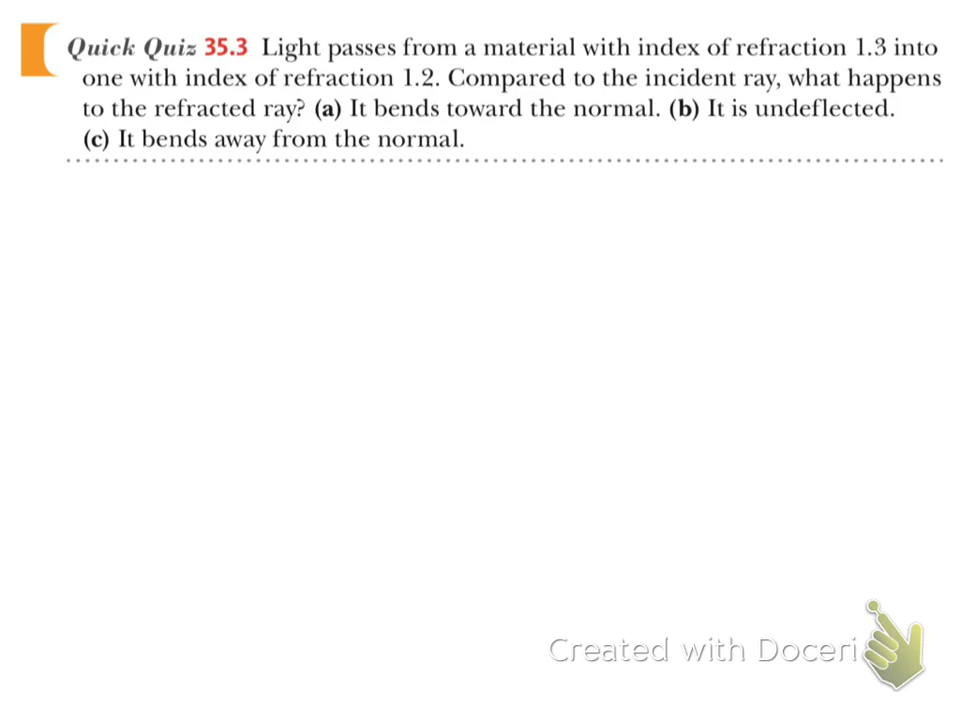 Quick Quiz 35.3 Light passes from a material with index of refraction 1.3 into
one with index of refraction 1.2. Compared to the incident ray, what happens
to the refracted ray? (a) It bends toward the normal. (b) It is undeflected.
(c) It bends away from the normal.
Created with Doceri